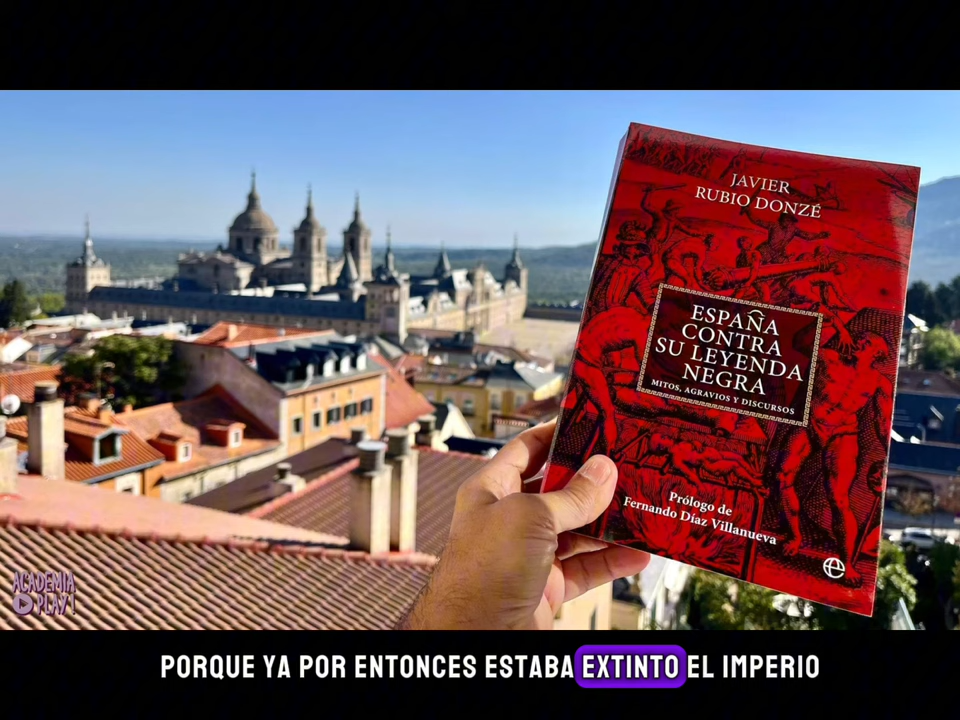 JAVIER
RUBIO DONZÉ
ESPAÑA
CONTRA
SU LEYENDA
NEGRA
MITOS, AGRAVIOS Y DISCURSOS
Prólogo de
Fernando Díaz Villanueva
ACADEMIA
PLAY!
PORQUE YA POR ENTONCES ESTABA EXTINTO EL IMPERIO